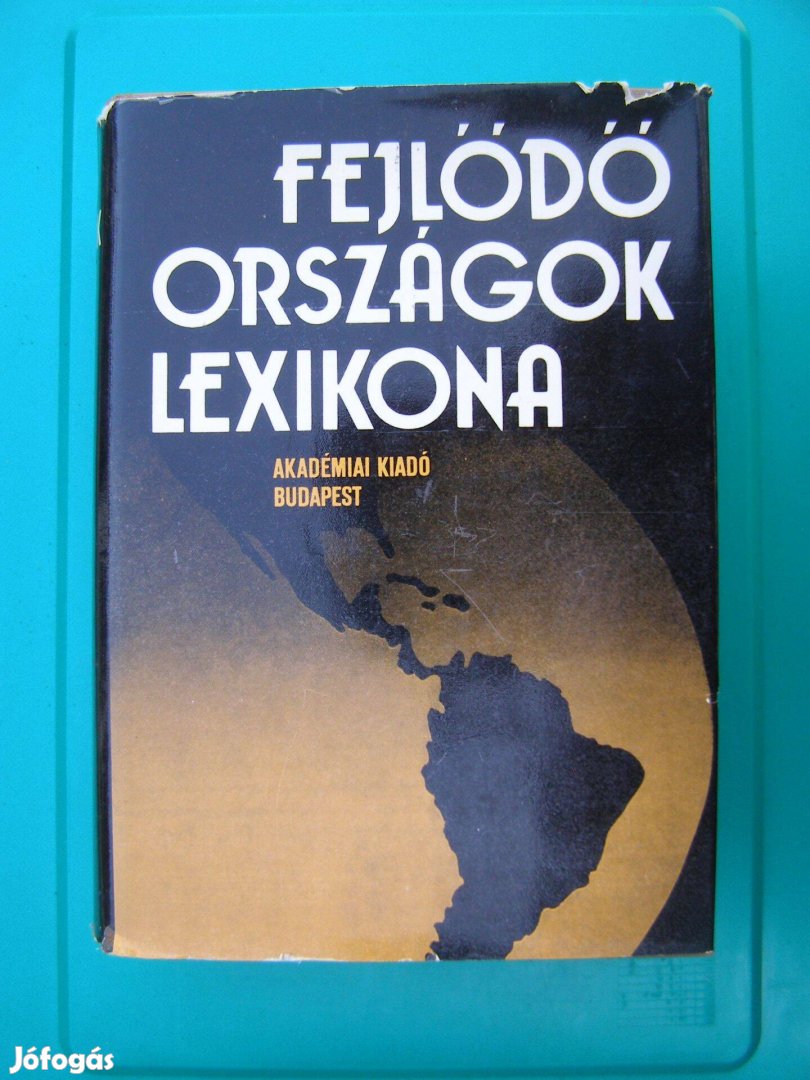 FEJLŐDŐ
ORSZÁGOK
LEXIKONA
AKADÉMIAI KIADÓ
BUDAPEST
Jófogás